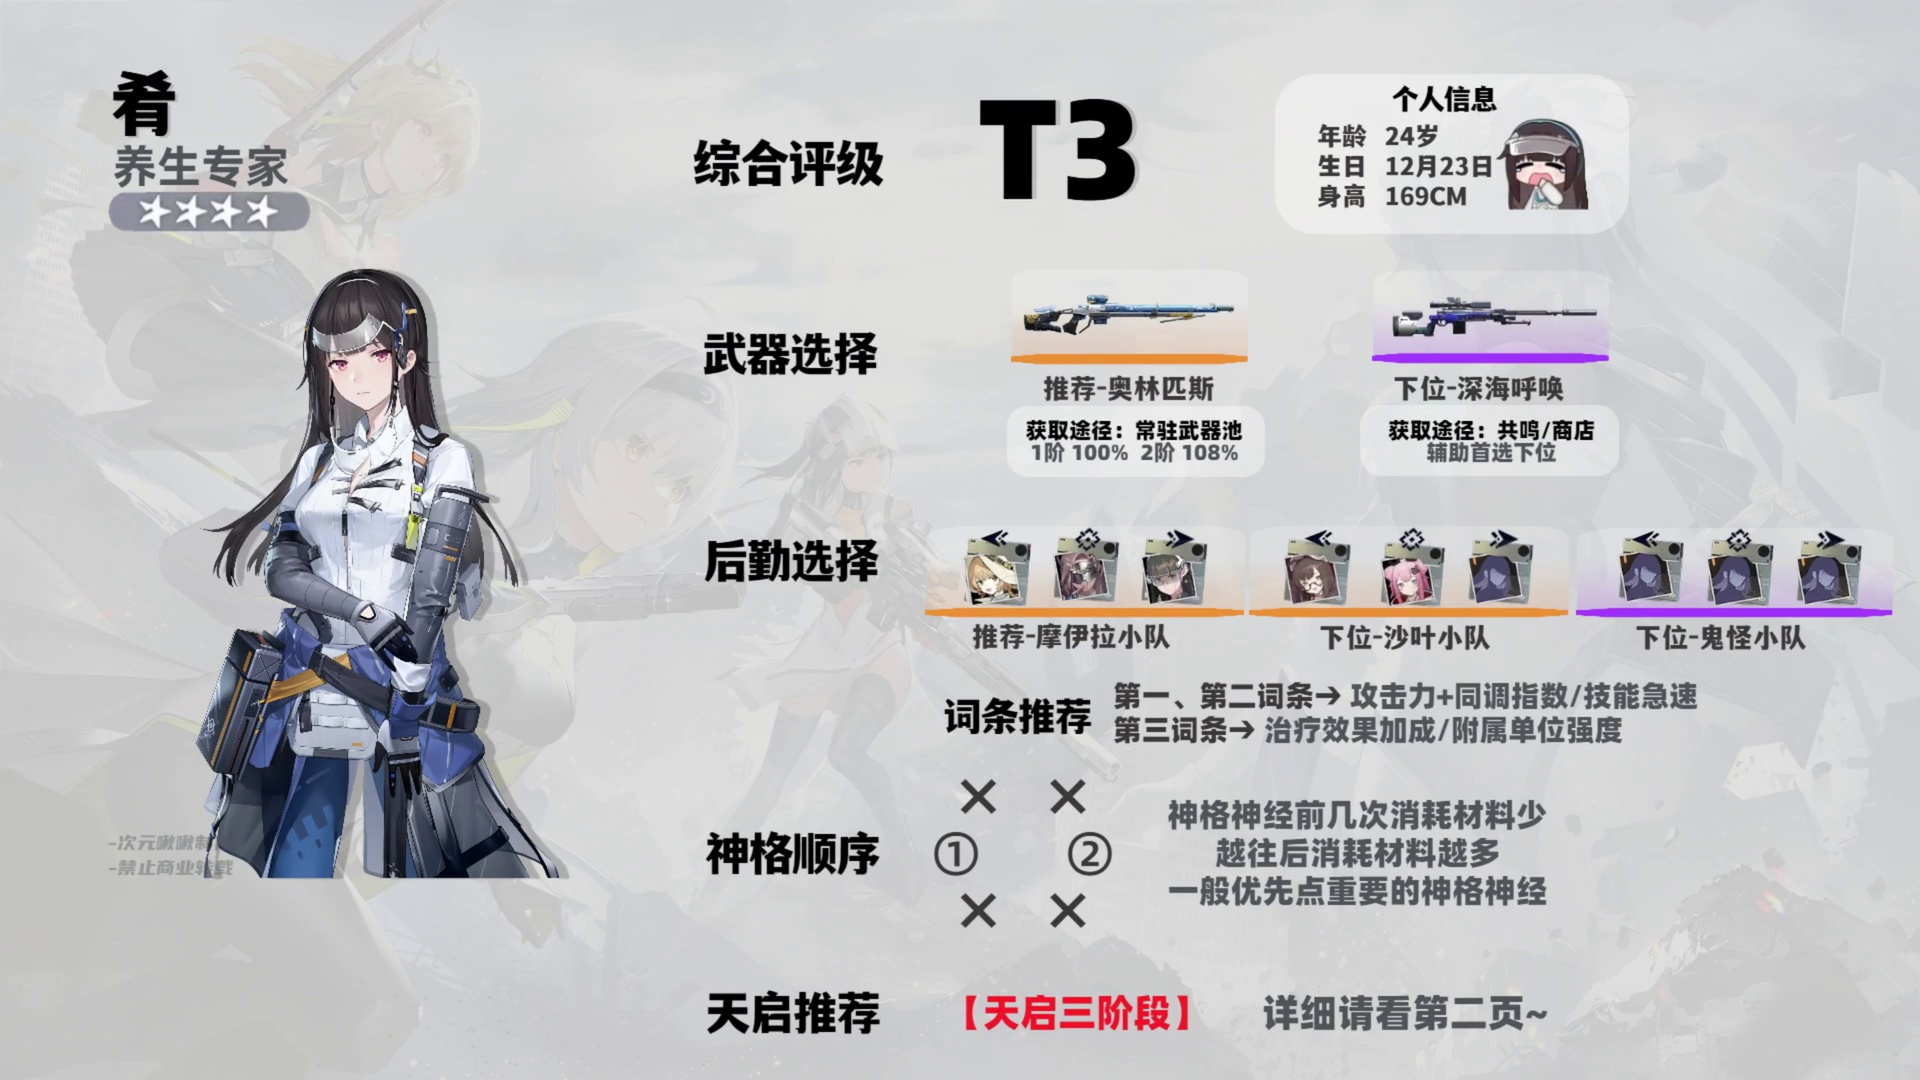 肴
养生专家
综合评级
T3
个人信息
年龄 24岁
生日 12月23日
身高 169CM
武器选择
推荐-奥林匹斯
获取途径：常驻武器池
1阶 100% 2阶 108%
下位-深海呼唤
获取途径：共鸣/商店
辅助首选下位
后勤选择
推荐-摩伊拉小队
下位-沙叶小队
下位-鬼怪小队
词条推荐
第一、第二词条→ 攻击力+同调指数/技能急速
第三词条→ 治疗效果加成/附属单位强度
神格顺序
× ×
① ②
× ×
神格神经前几次消耗材料少
越往后消耗材料越多
一般优先点重要的神格神经
天启推荐
【天启三阶段】
详细请看第二页~
-次元啾啾制
-禁止商业转载